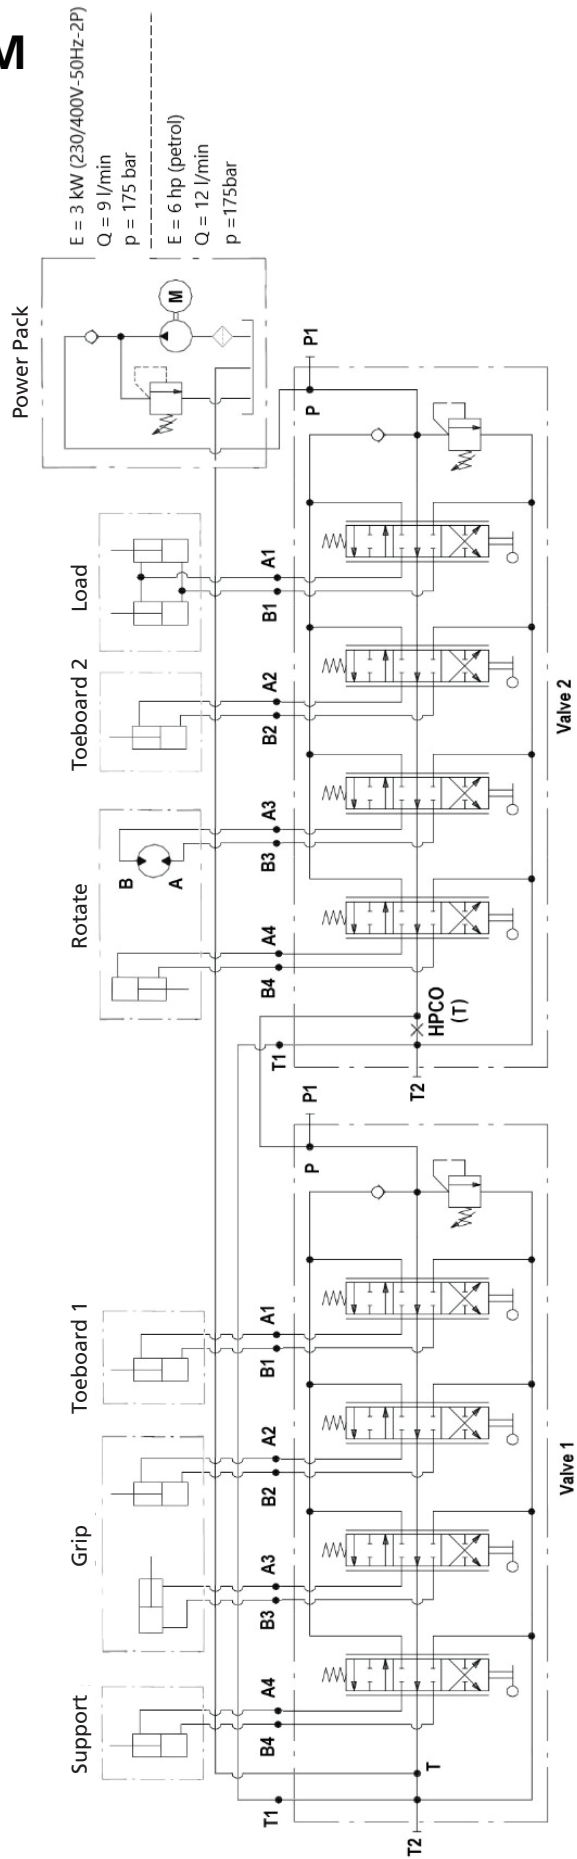 M
E = 3 kW (230/400V-50Hz-2P)
Q = 9 l/min
p = 175 bar
E = 6 hp (petrol)
Q = 12 l/min
p =175bar
Power Pack
M
P1
P
Load
A1
B1
Toeboard 2
A2
B2
Rotate
B
A
A3
B3
A4
B4
HPCO
(T)
T1
T2
Valve 2
P1
P
Toeboard 1
A1
B1
Grip
A2
B2
A3
B3
Support
A4
B4
T
T1
T2
Valve 1